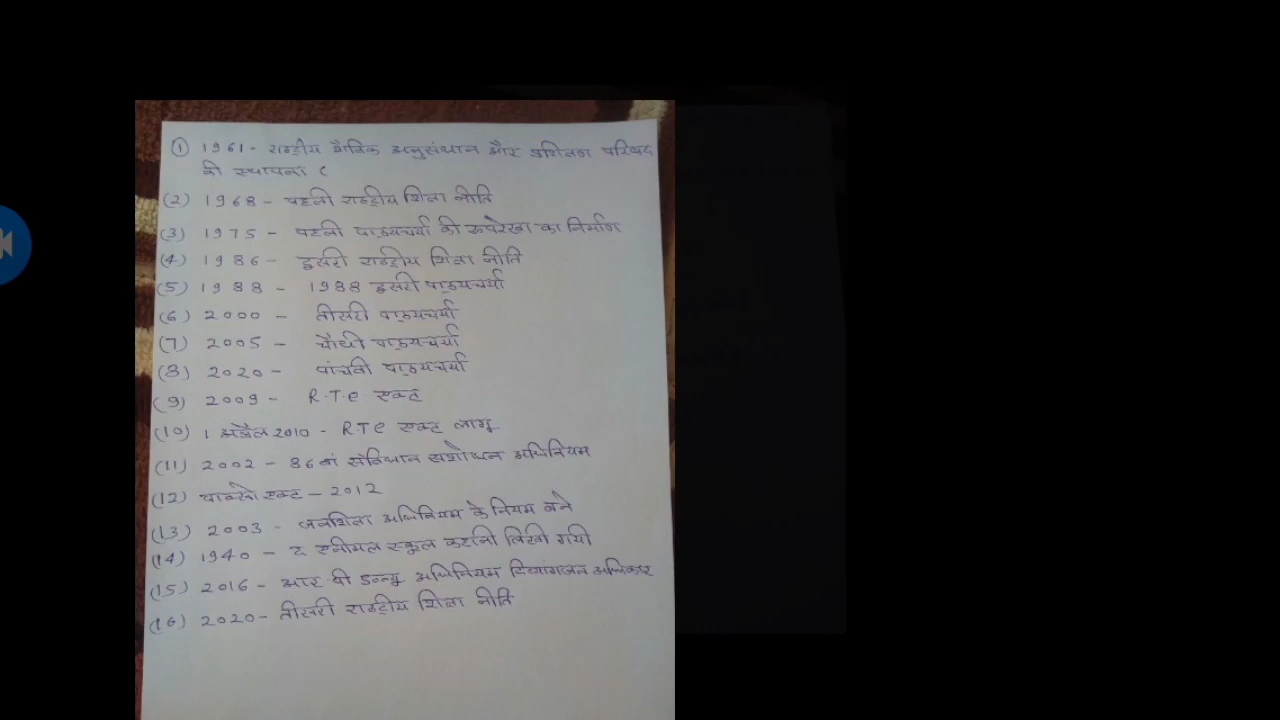 (1) 1961 - राष्ट्रीय शैक्षिक अनुसंधान और प्रशिक्षण परिषद
की स्थापना (
(2) 1968 - पहली राष्ट्रीय शिक्षा नीति
(3) 1975 - पहली पाठ्यचर्या की रूपरेखा का निर्माण
(4) 1986 - दुसरी राष्ट्रीय शिक्षा नीति
(5) 1988 - 1988 दुसरी पाठ्यचर्या
(6) 2000 - तीसरी पाठ्यचर्या
(7) 2005 - चौथी पाठ्यचर्या
(8) 2020 - पांचवी पाठ्यचर्या
(9) 2009 - R.T.e एक्ट
(10) 1 अप्रैल 2010 - R.T.e एक्ट लागू
(11) 2002 - 86 वां संविधान संशोधन अधिनियम
(12) पाक्सो एक्ट - 2012
(13) 2003 - अधिनियम के नियम बने
(14) 1940 - द एनीमल स्कूल कहानी लिखी गयी
(15) 2016 - आर पी डब्ल्यु अधिनियम दिव्यांगजन अधिकार
(16) 2020 - तीसरी राष्ट्रीय शिक्षा नीति